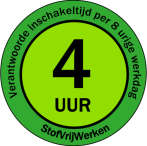 Verantwoorde inschakeltijd per 8 urige werkdag
4
UUR
StofVrijWerken